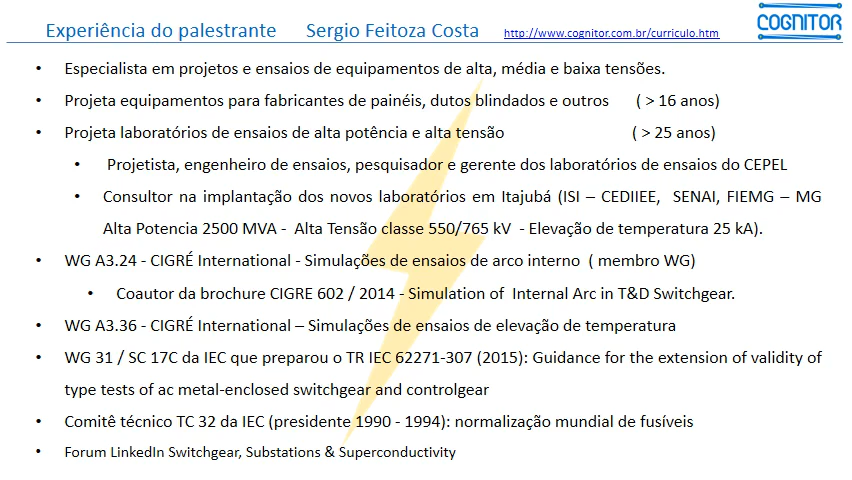 Experiência do palestrante Sergio Feitoza Costa http://www.cognitor.com.br/curriculo.htm
COGNITOR
• Especialista em projetos e ensaios de equipamentos de alta, média e baixa tensões.
• Projeta equipamentos para fabricantes de painéis, dutos blindados e outros ( > 16 anos)
• Projeta laboratórios de ensaios de alta potência e alta tensão ( > 25 anos)
• Projetista, engenheiro de ensaios, pesquisador e gerente dos laboratórios de ensaios do CEPEL
• Consultor na implantação dos novos laboratórios em Itajubá (ISI – CEDIIEE, SENAI, FIEMG – MG
Alta Potencia 2500 MVA - Alta Tensão classe 550/765 kV - Elevação de temperatura 25 kA).
• WG A3.24 - CIGRÉ International - Simulações de ensaios de arco interno ( membro WG)
• Coautor da brochure CIGRE 602 / 2014 - Simulation of Internal Arc in T&D Switchgear.
• WG A3.36 - CIGRÉ International – Simulações de ensaios de elevação de temperatura
• WG 31 / SC 17C da IEC que preparou o TR IEC 62271-307 (2015): Guidance for the extension of validity of
type tests of ac metal-enclosed switchgear and controlgear
• Comitê técnico TC 32 da IEC (presidente 1990 - 1994): normalização mundial de fusíveis
• Forum LinkedIn Switchgear, Substations & Superconductivity